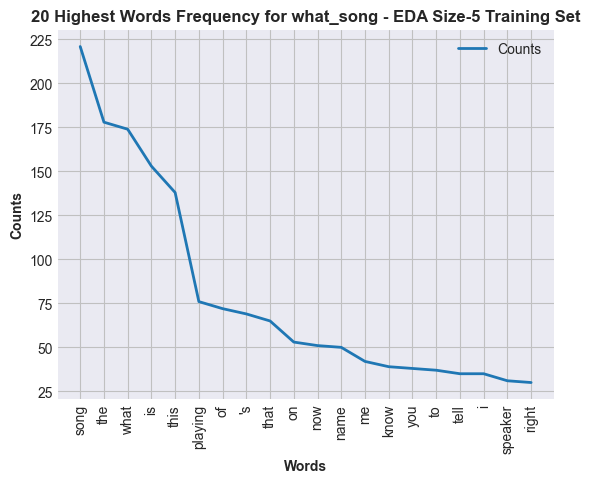 20 Highest Words Frequency for what_song - EDA Size-5 Training Set
Counts
225
200
175
150
125
100
75
50
25
Counts
song
the
what
is
this
playing
of
's
that
on
now
name
me
know
you
to
tell
i
speaker
right
Words